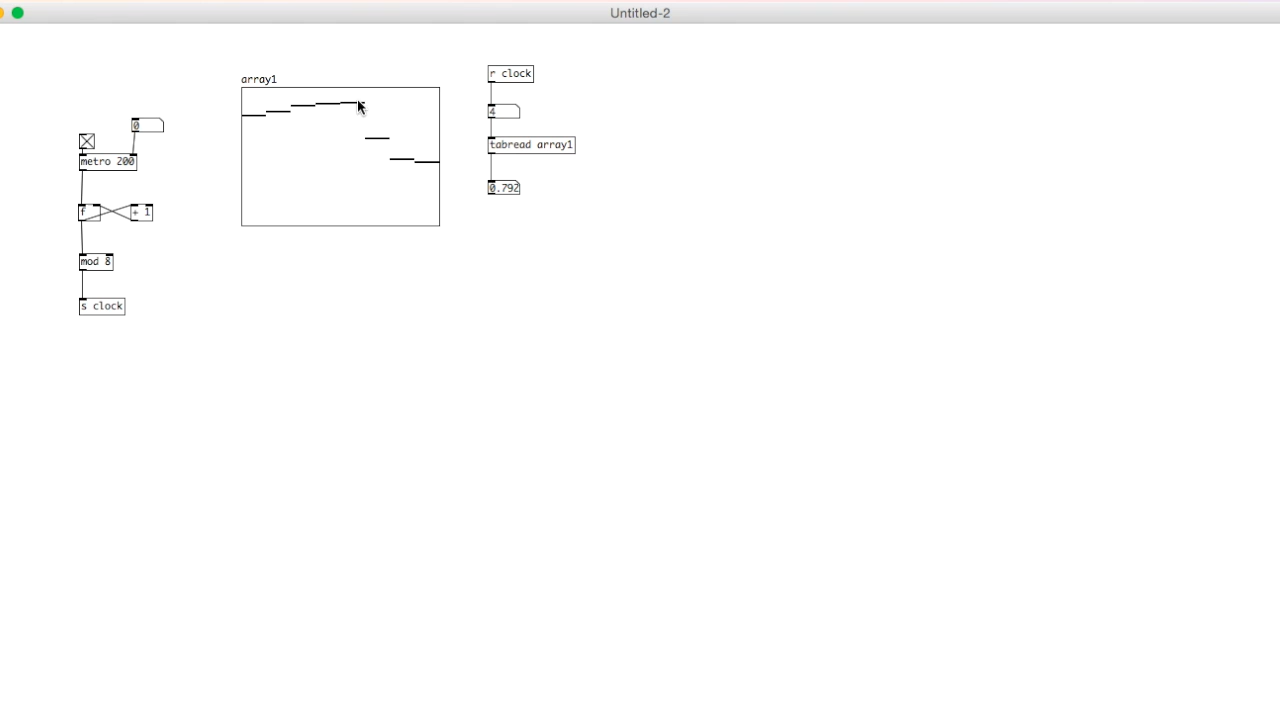 Untitled-2
array1
r clock
0
4
metro 200
tabread array1
0.792
f
+ 1
mod 8
s clock